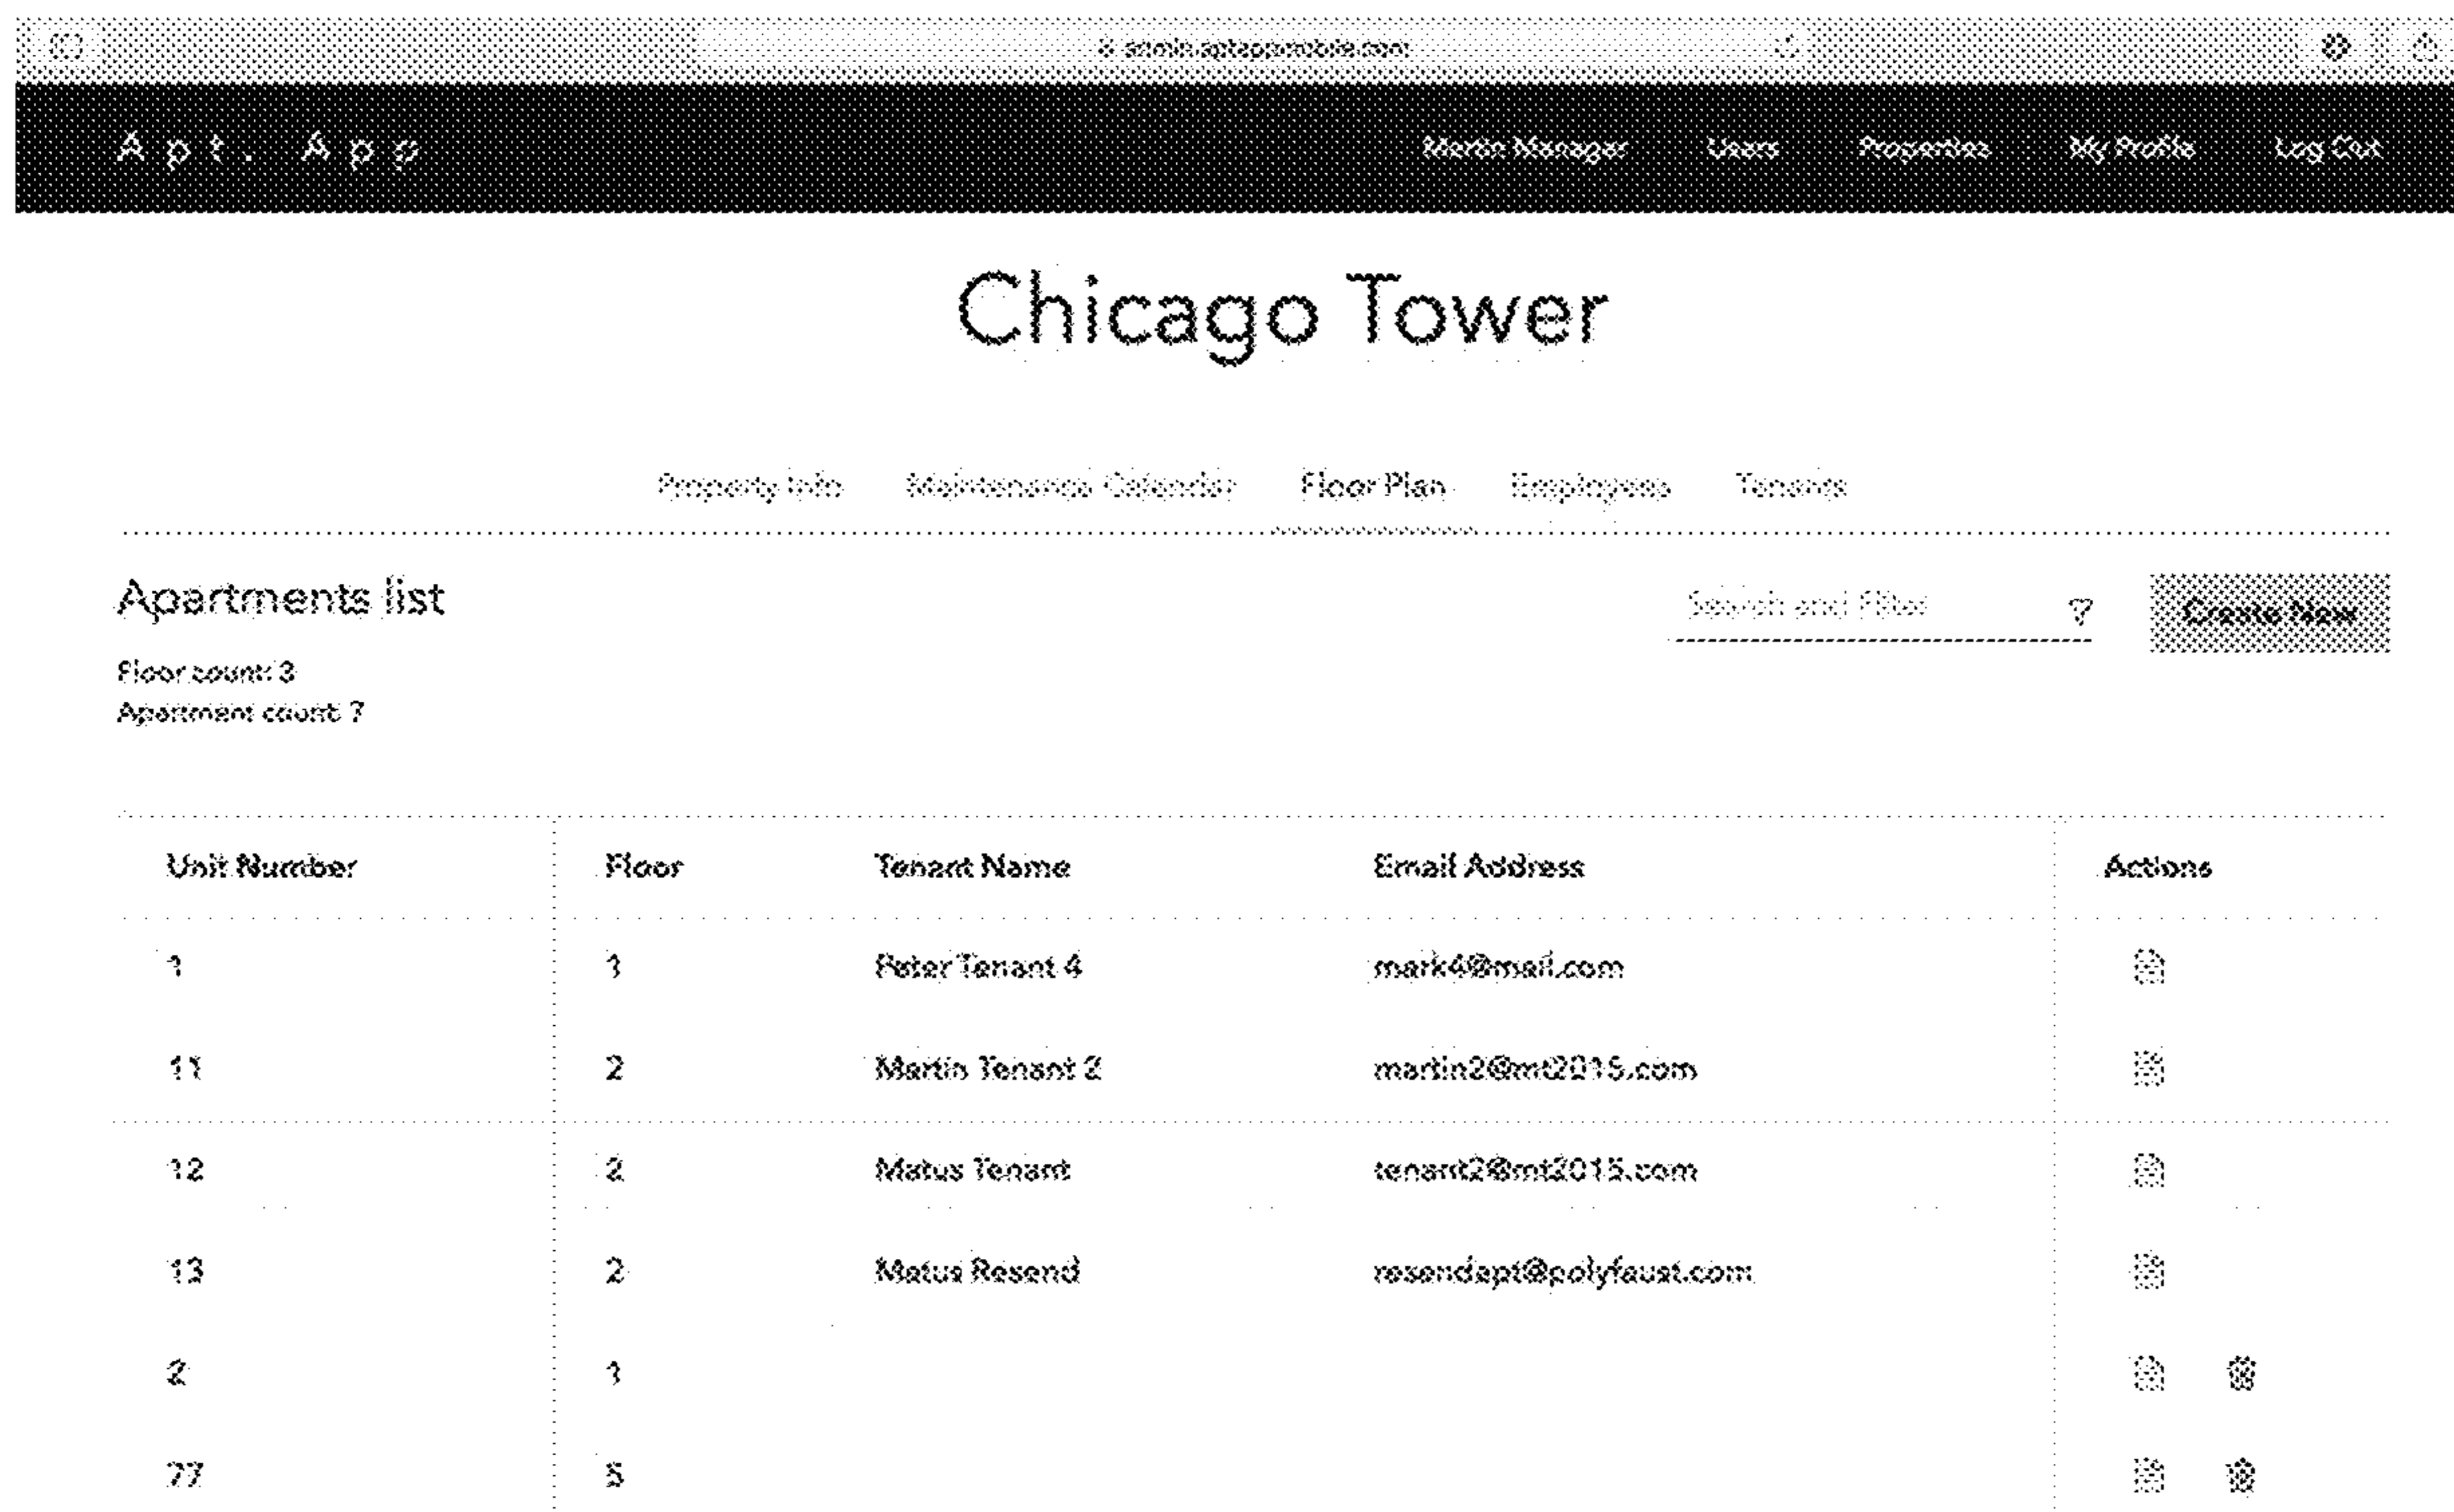 admin.aptappmobile.com
Apt. App Martin Manager Users Properties My Profile Log Out
Chicago Tower
Property Info Maintenance Calendar Floor Plan Employees Tenants
Apartments list Search and Filter Create New
Floor count: 3
Apartment count: 7
Unit Number Floor Tenant Name Email Address Actions
1 1 Peter Tenant 4 mark4@mail.com
11 2 Martin Tenant 2 martin2@mt2015.com
12 2 Matus Tenant tenant2@mt2015.com
13 2 Matus Resend resendapt@polyfaust.com
2 1
77 5